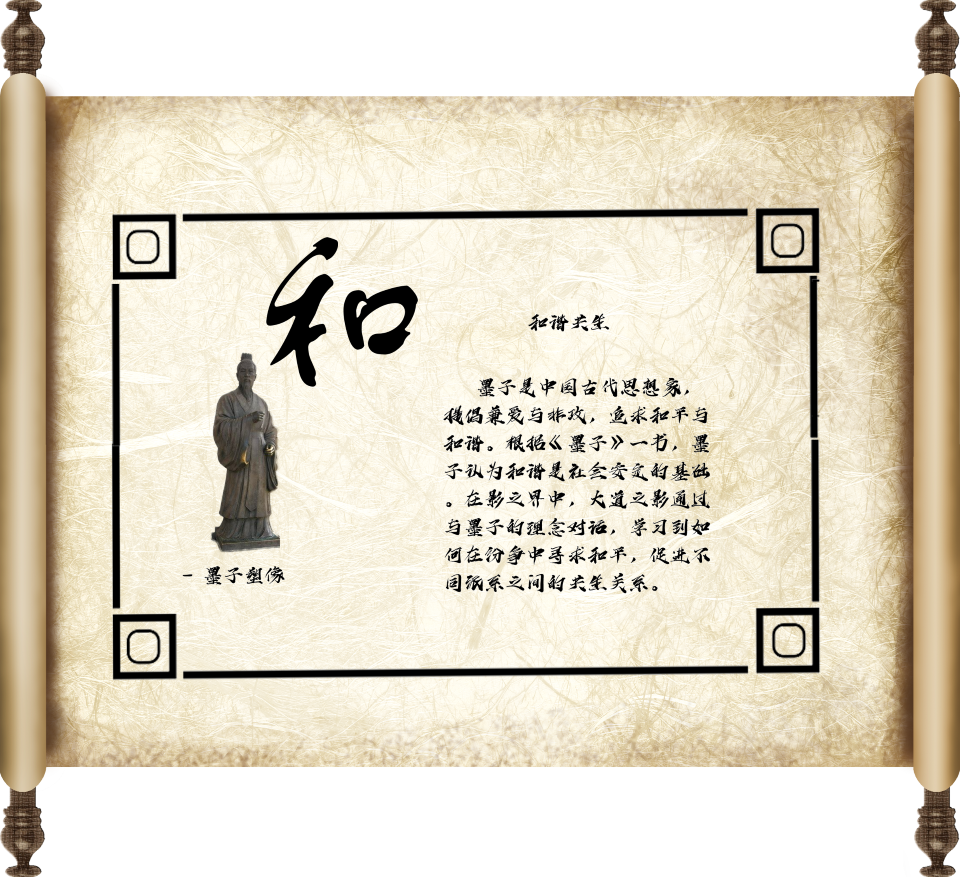 和
和谐共生
墨子是中国古代思想家，
提倡兼爱与非攻，追求和平与
和谐。根据《墨子》一书，墨
子认为和谐是社会安定的基础
。在影之界中，大道之影通过
与墨子的理念对话，学习到如
何在纷争中寻求和平，促进不
同派系之间的共生关系。
- 墨子塑像